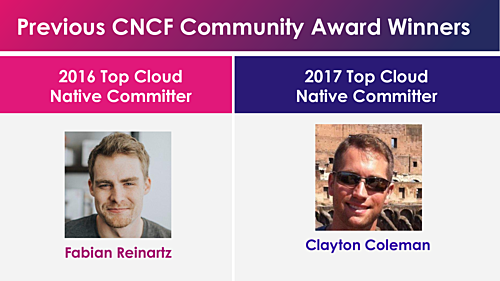 Previous CNCF Community Award Winners
2016 Top Cloud
Native Committer
2017 Top Cloud
Native Committer
Fabian Reinartz
Clayton Coleman